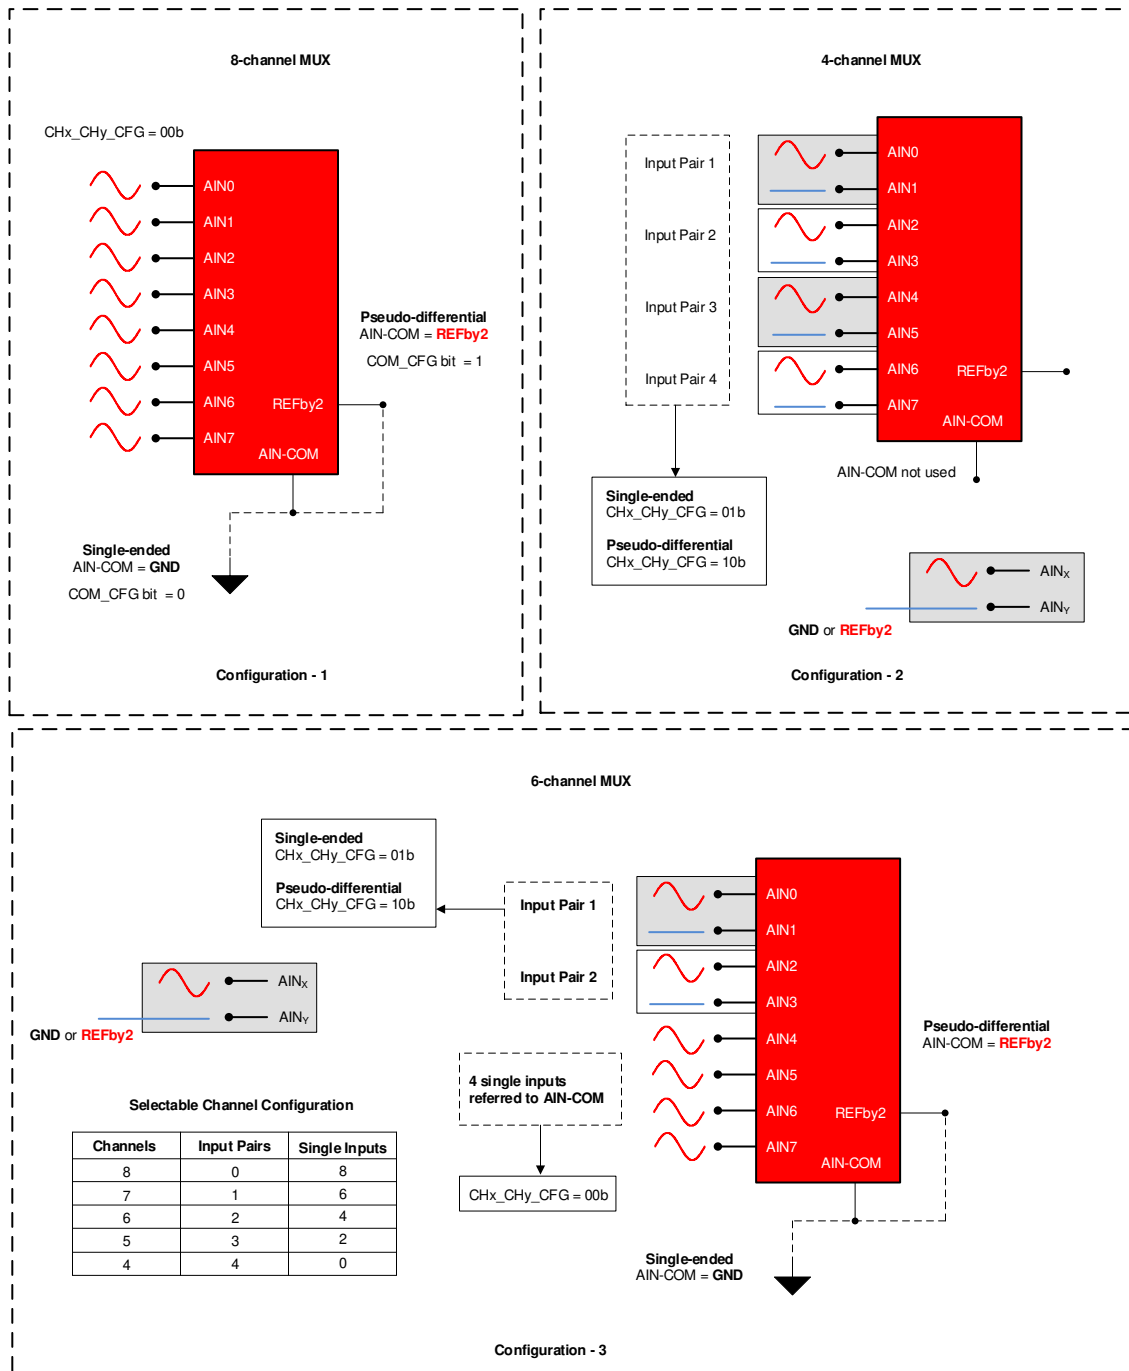 8-channel MUX
CHx_CHy_CFG = 00b
AIN0
AIN1
AIN2
AIN3
AIN4
AIN5
AIN6
AIN7
REFby2
AIN-COM
Pseudo-differential
AIN-COM = REFby2
COM_CFG bit = 1
Single-ended
AIN-COM = GND
COM_CFG bit = 0
Configuration - 1
4-channel MUX
Input Pair 1
Input Pair 2
Input Pair 3
Input Pair 4
AIN0
AIN1
AIN2
AIN3
AIN4
AIN5
AIN6
AIN7
REFby2
AIN-COM
AIN-COM not used
Single-ended
CHx_CHy_CFG = 01b
Pseudo-differential
CHx_CHy_CFG = 10b
AINX
AINY
GND or REFby2
Configuration - 2
6-channel MUX
Single-ended
CHx_CHy_CFG = 01b
Pseudo-differential
CHx_CHy_CFG = 10b
Input Pair 1
Input Pair 2
AIN0
AIN1
AIN2
AIN3
AIN4
AIN5
AIN6
AIN7
REFby2
AIN-COM
AINX
AINY
GND or REFby2
Pseudo-differential
AIN-COM = REFby2
4 single inputs
referred to AIN-COM
CHx_CHy_CFG = 00b
Single-ended
AIN-COM = GND
Selectable Channel Configuration
Channels Input Pairs Single Inputs
8 0 8
7 1 6
6 2 4
5 3 2
4 4 0
Configuration - 3